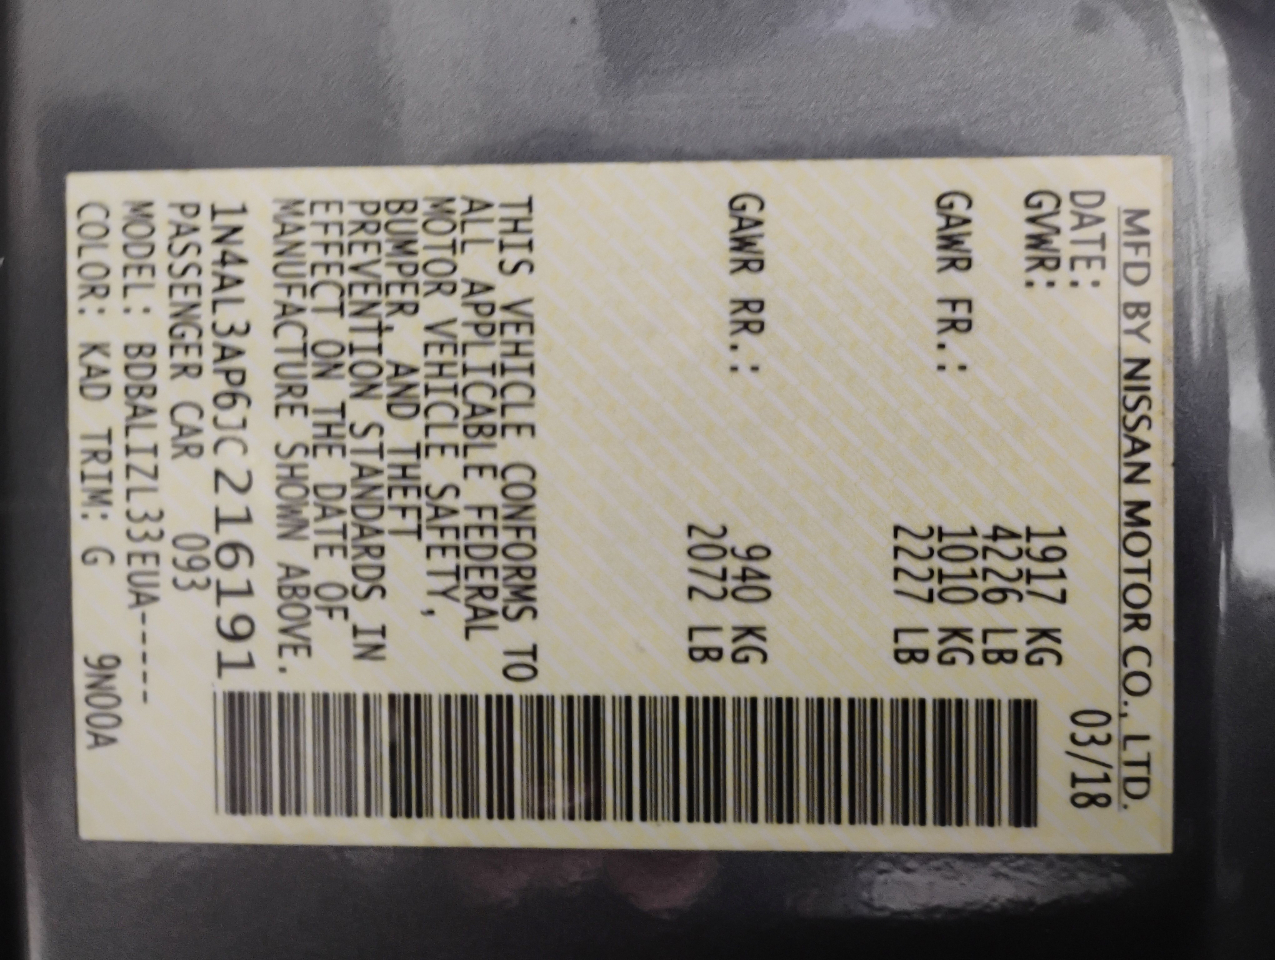 MFD BY NISSAN MOTOR CO., LTD.
DATE: 03/18
GVWR: 1917 KG
4226 LB
GAWR FR.: 1010 KG
2227 LB
GAWR RR.: 940 KG
2072 LB
THIS VEHICLE CONFORMS TO
ALL APPLICABLE FEDERAL
MOTOR VEHICLE SAFETY,
BUMPER, AND THEFT
PREVENTION STANDARDS IN
EFFECT ON THE DATE OF
MANUFACTURE SHOWN ABOVE.
1N4AL3AP6JC216191
PASSENGER CAR 093
MODEL: BDBALIZL33EUA-----
COLOR: KAD TRIM: G 9N00A